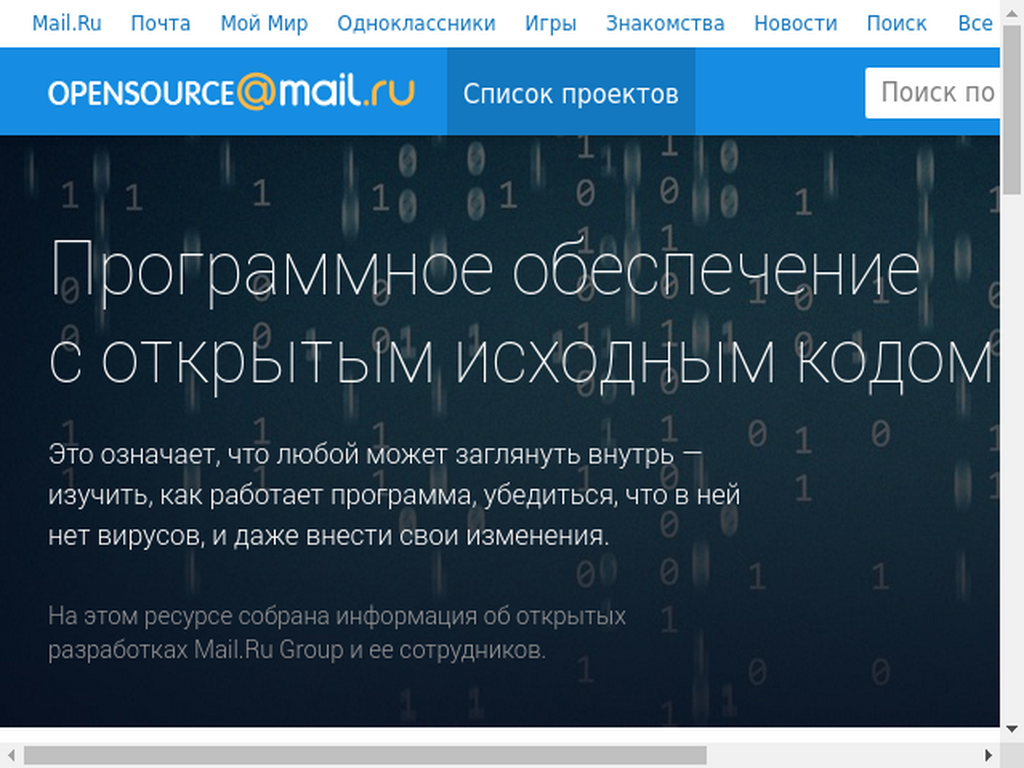 Mail.Ru Почта Мой Мир Одноклассники Игры Знакомства Новости Поиск Все
OPENSOURCE@mail.ru Список проектов Поиск по
Программное обеспечение
с открытым исходным кодом
Это означает, что любой может заглянуть внутрь —
изучить, как работает программа, убедиться, что в ней
нет вирусов, и даже внести свои изменения.
На этом ресурсе собрана информация об открытых
разработках Mail.Ru Group и ее сотрудников.